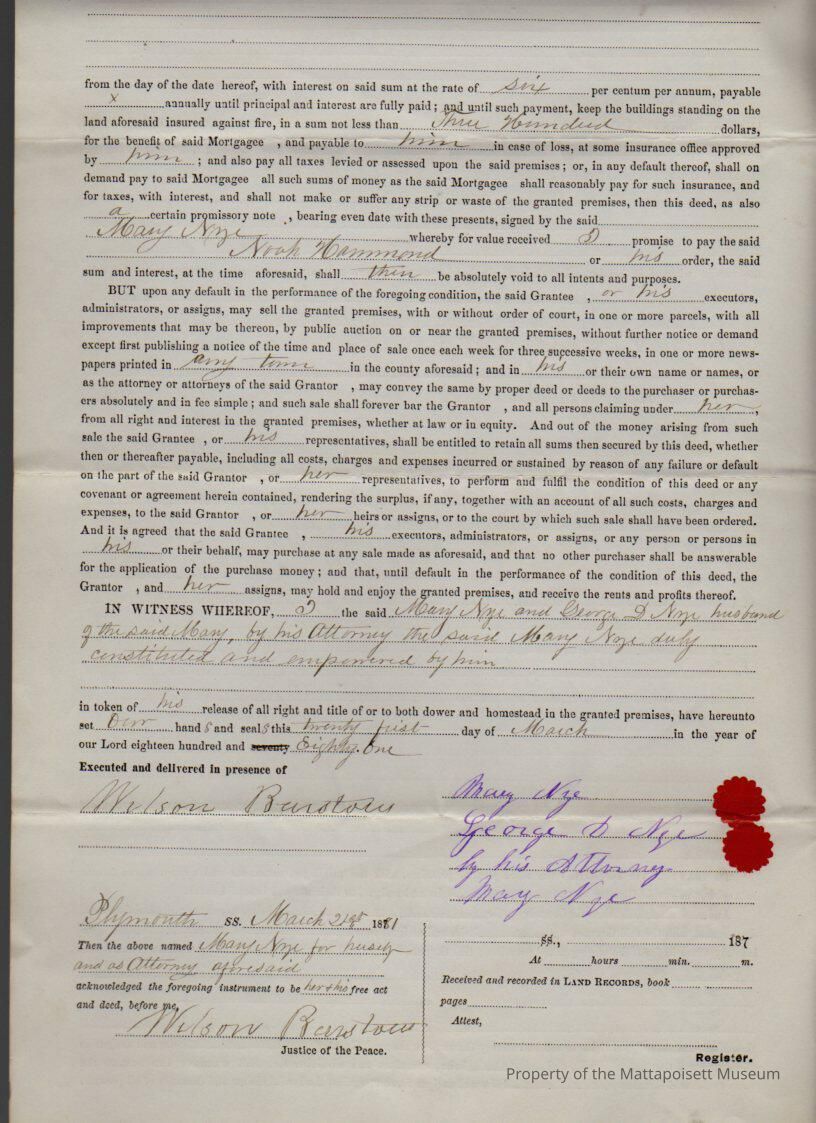 from the day of the date hereof, with interest on said sum at the rate of six per centum per annum, payable
x annually until principal and interest are fully paid; and until such payment, keep the buildings standing on the
land aforesaid insured against fire, in a sum not less than Three Hundred dollars,
for the benefit of said Mortgagee , and payable to him in case of loss, at some insurance office approved
by him ; and also pay all taxes levied or assessed upon the said premises; or, in any default thereof, shall on
demand pay to said Mortgagee all such sums of money as the said Mortgagee shall reasonably pay for such insurance, and
for taxes, with interest, and shall not make or suffer any strip or waste of the granted premises, then this deed, as also
a certain promissory note , bearing even date with these presents, signed by the said
Mary Nye whereby for value received I promise to pay the said
Noah Hammond or his order, the said
sum and interest, at the time aforesaid, shall then be absolutely void to all intents and purposes.
BUT upon any default in the performance of the foregoing condition, the said Grantee , or his executors,
administrators, or assigns, may sell the granted premises, with or without order of court, in one or more parcels, with all
improvements that may be thereon, by public auction on or near the granted premises, without further notice or demand
except first publishing a notice of the time and place of sale once each week for three successive weeks, in one or more news-
papers printed in any town in the county aforesaid; and in his or their own name or names, or
as the attorney or attorneys of the said Grantor , may convey the same by proper deed or deeds to the purchaser or purchas-
ers absolutely and in fee simple; and such sale shall forever bar the Grantor , and all persons claiming under her,
from all right and interest in the granted premises, whether at law or in equity. And out of the money arising from such
sale the said Grantee , or his representatives, shall be entitled to retain all sums then secured by this deed, whether
then or thereafter payable, including all costs, charges and expenses incurred or sustained by reason of any failure or default
on the part of the said Grantor , or her representatives, to perform and fulfil the condition of this deed or any
covenant or agreement herein contained, rendering the surplus, if any, together with an account of all such costs, charges and
expenses, to the said Grantor , or her heirs or assigns, or to the court by which such sale shall have been ordered.
And it is agreed that the said Grantee , his executors, administrators, or assigns, or any person or persons in
his or their behalf, may purchase at any sale made as aforesaid, and that no other purchaser shall be answerable
for the application of the purchase money; and that, until default in the performance of the condition of this deed, the
Grantor , and her assigns, may hold and enjoy the granted premises, and receive the rents and profits thereof.
IN WITNESS WHEREOF, I the said Mary Nye and George D Nye husband
of the said Mary, by his Attorney the said Mary Nye duly
constituted and empowered by him
in token of his release of all right and title of or to both dower and homestead in the granted premises, have hereunto
set Our hand s and seal s this twenty first day of March in the year of
our Lord eighteen hundred and seventy Eighty One
Executed and delivered in presence of
Wilson Barstow
Mary Nye
George D Nye
by his Attorney
Mary Nye
Plymouth SS. March 21st 1881
Then the above named Mary Nye for herself
and as Attorney aforesaid
acknowledged the foregoing instrument to be her & his free act
and deed, before me,
Wilson Barstow
Justice of the Peace.
SS., 187
At hours min. m.
Received and recorded in LAND RECORDS, book
pages
Attest,
Register.
Property of the Mattapoisett Museum